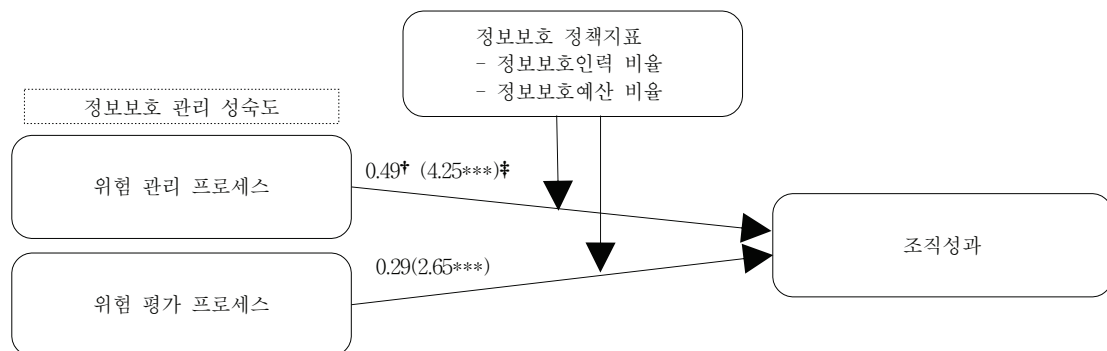 정보보호 정책지표
- 정보보호인력 비율
- 정보보호예산 비율
정보보호 관리 성숙도
위험 관리 프로세스
0.49† (4.25***)‡
조직성과
0.29(2.65***)
위험 평가 프로세스